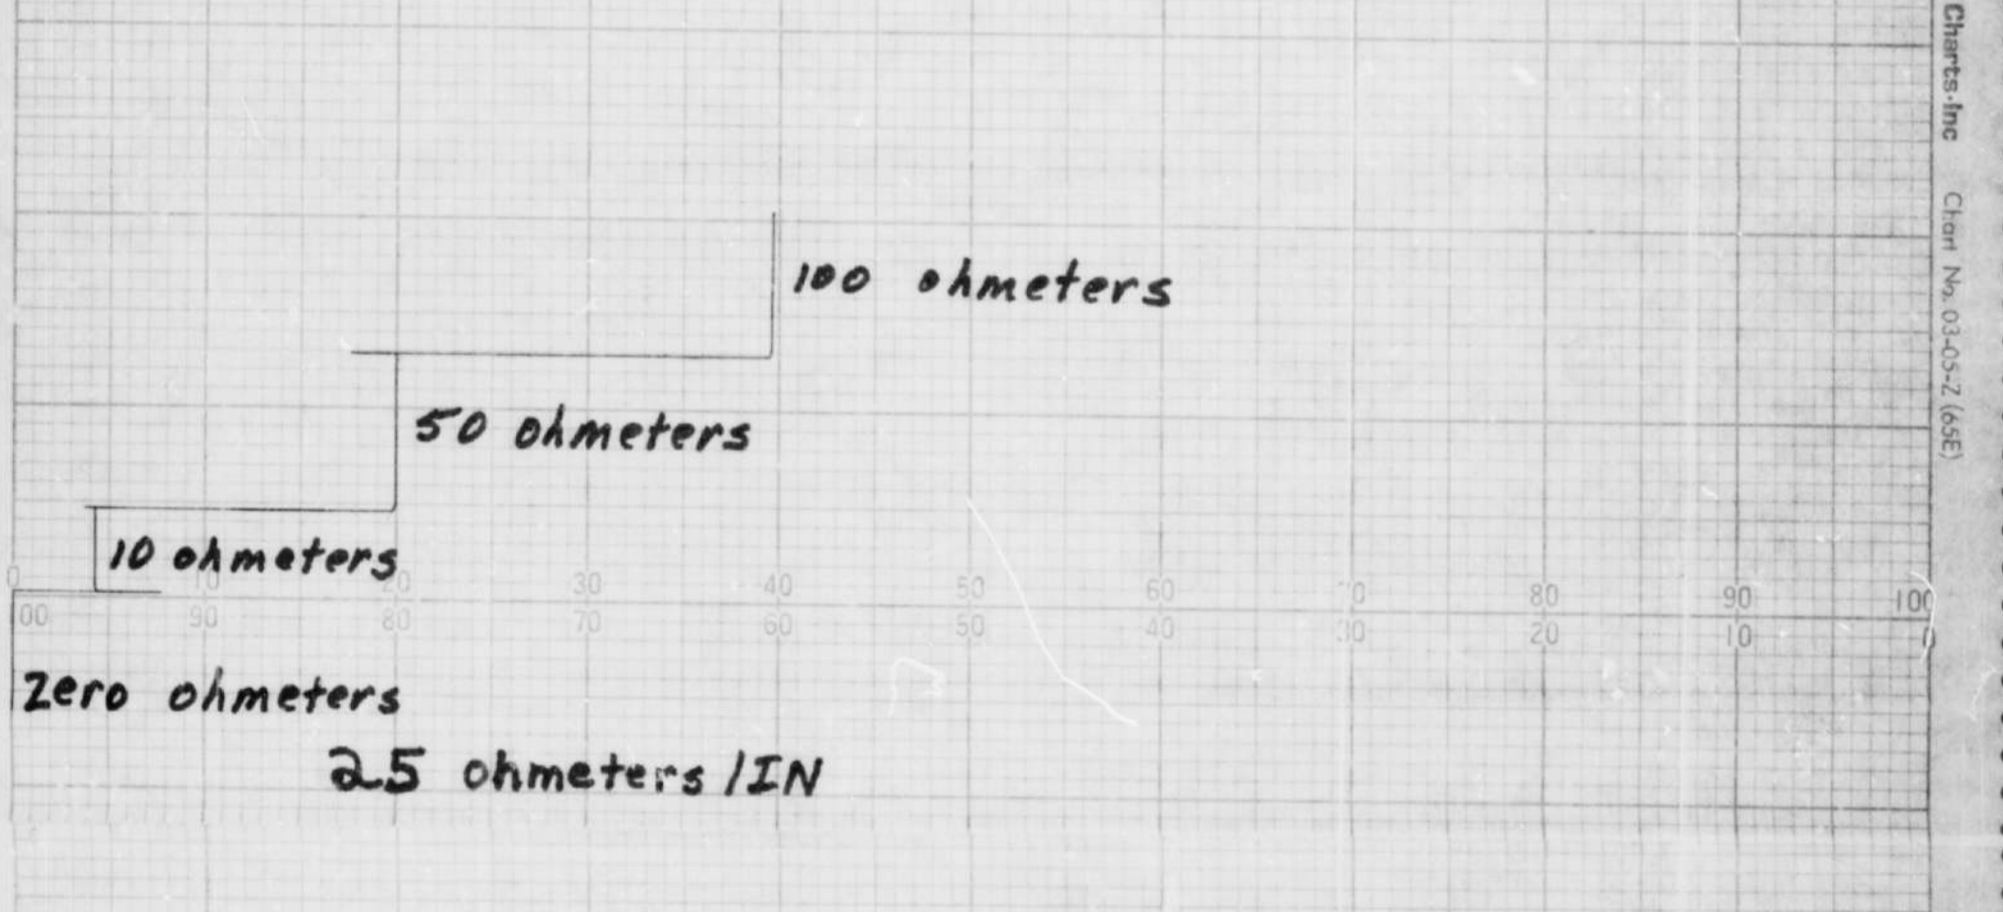 100 ohmeters
50 ohmeters
10 ohmeters
0 10 20 30 40 50 60 70 80 90 100
00 90 80 70 60 50 40 30 20 10 0
Zero ohmeters
25 ohmeters/IN
Charts-Inc Chart No. 03-05-Z (65E)